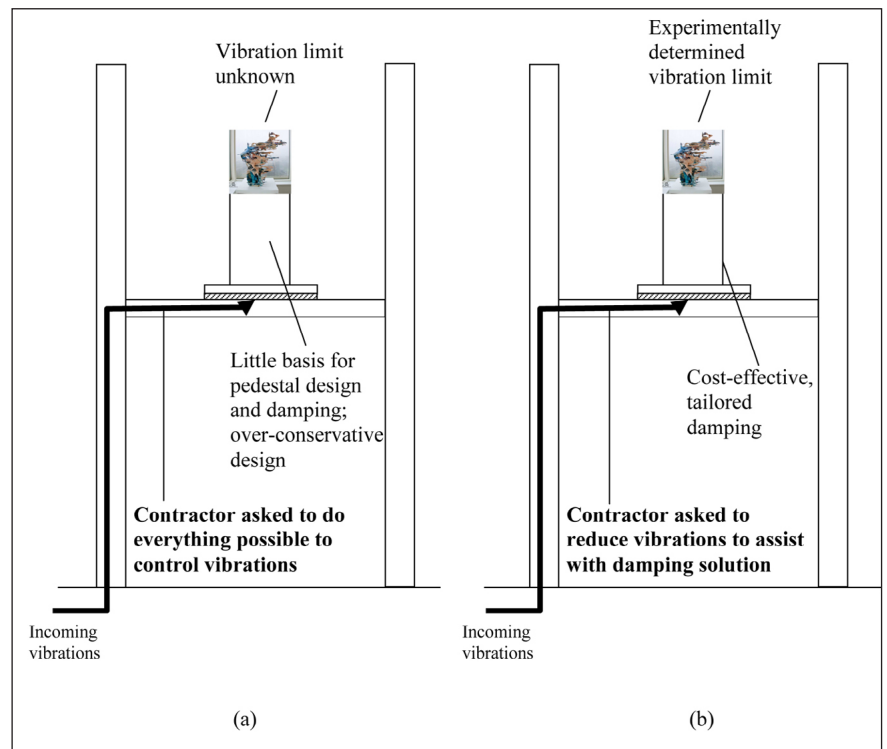 Vibration limit
unknown
Little basis for
pedestal design
and damping;
over-conservative
design
Contractor asked to do
everything possible to
control vibrations
Incoming
vibrations
(a)
Experimentally
determined
vibration limit
Cost-effective,
tailored
damping
Contractor asked to
reduce vibrations to assist
with damping solution
Incoming
vibrations
(b)